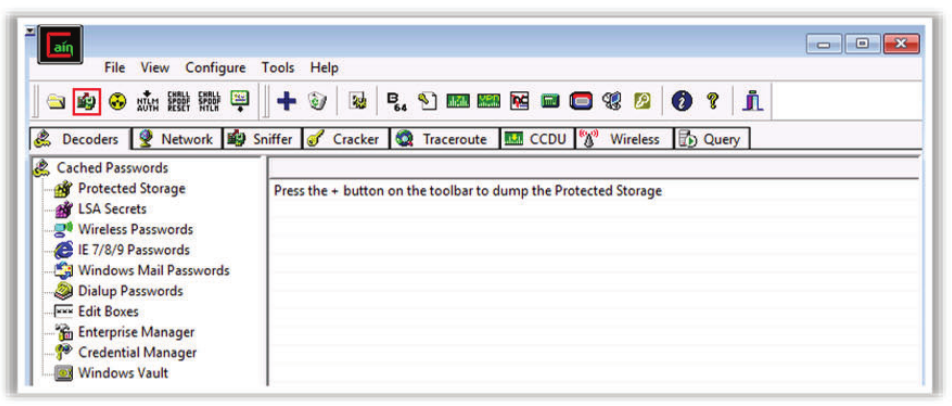 Cain
File View Configure Tools Help
NTLM AUTH CHALL SPOOF RESET CHALL SPOOF NTLM B 64
Decoders Network Sniffer Cracker Traceroute CCDU Wireless Query
Cached Passwords
Protected Storage Press the + button on the toolbar to dump the Protected Storage
LSA Secrets
Wireless Passwords
IE 7/8/9 Passwords
Windows Mail Passwords
Dialup Passwords
Edit Boxes
Enterprise Manager
Credential Manager
Windows Vault